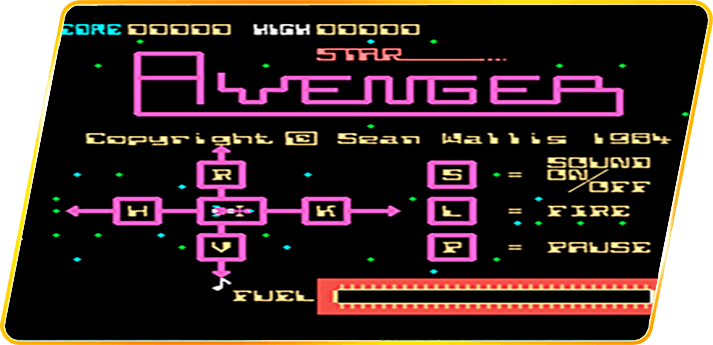 CORE 00000 HIGH 00000
STAR
AVENGER
Copyright © Sean Wallis 1984
R
H K
V
S = SOUND ON/OFF
L = FIRE
P = PAUSE
FUEL